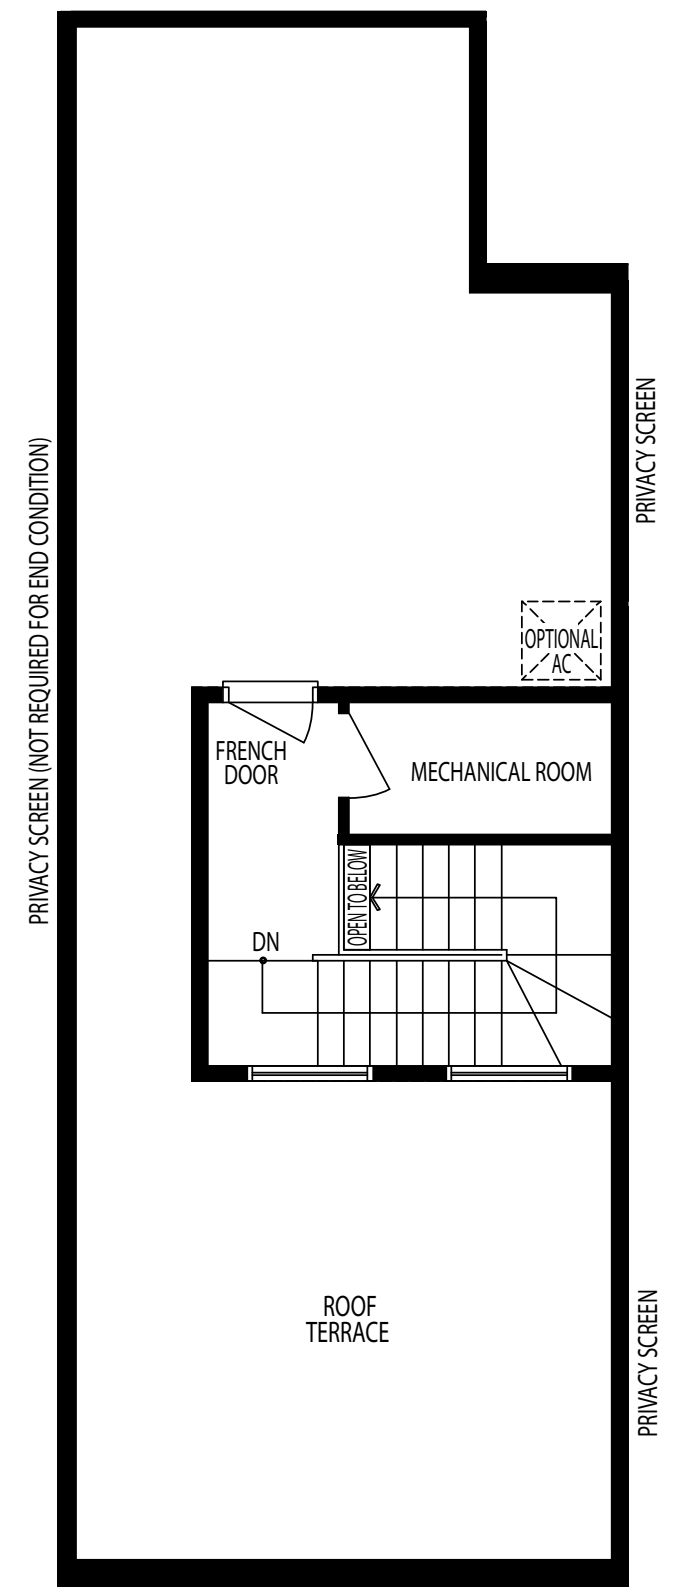 PRIVACY SCREEN
PRIVACY SCREEN (NOT REQUIRED FOR END CONDITION)
OPTIONAL
AC
FRENCH
DOOR
MECHANICAL ROOM
OPEN TO BELOW
DN
ROOF
TERRACE
PRIVACY SCREEN